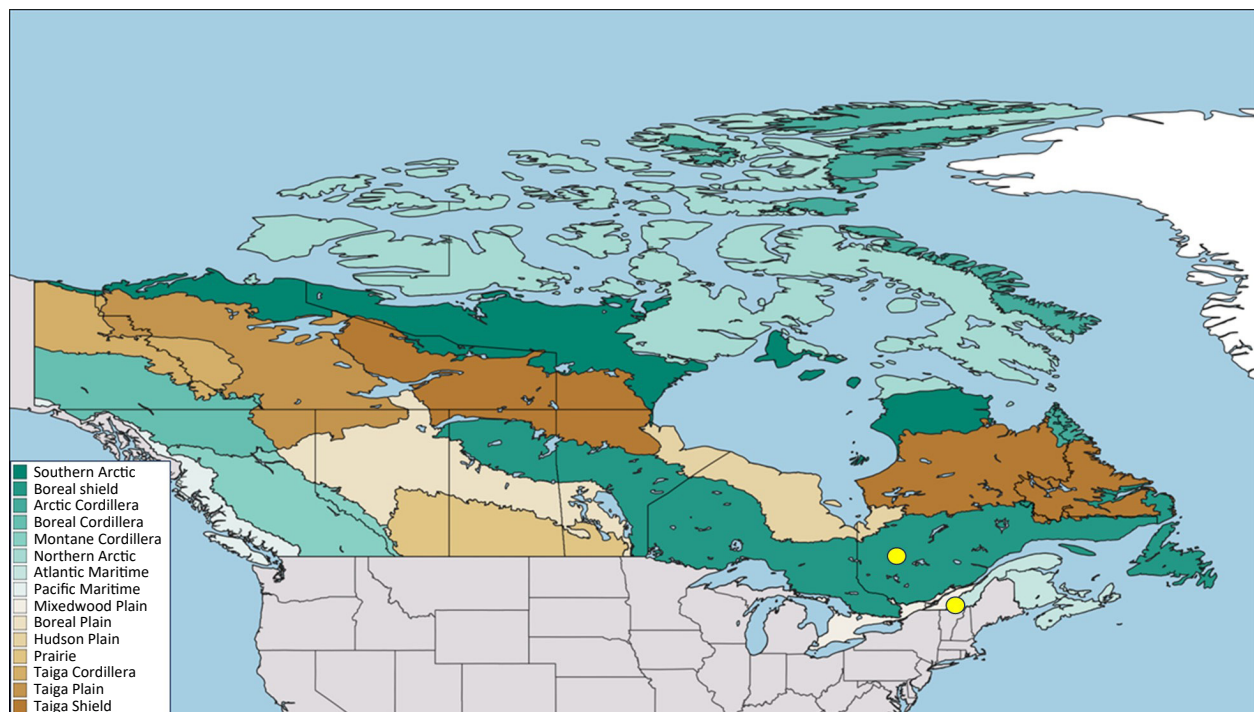 Southern Arctic
Boreal shield
Arctic Cordillera
Boreal Cordillera
Montane Cordillera
Northern Arctic
Atlantic Maritime
Pacific Maritime
Mixedwood Plain
Boreal Plain
Hudson Plain
Prairie
Taiga Cordillera
Taiga Plain
Taiga Shield